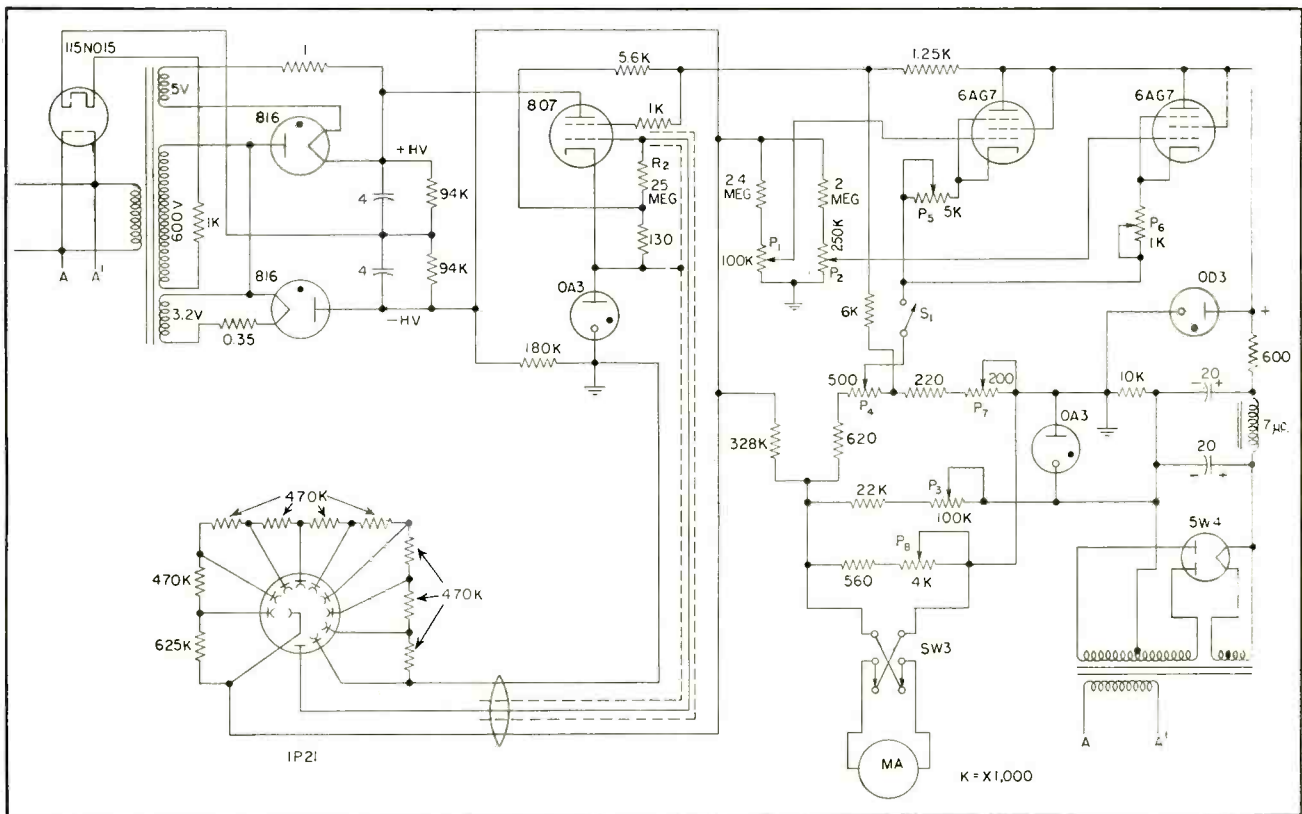 115N015
5V
1
816
600V
1K
+HV
4
94K
4
94K
816
3.2V
0.35
-HV
A
A'
5.6K
1K
807
R2
25
MEG
130
0A3
180K
1.25K
6AG7
6AG7
2.4
MEG
2
MEG
P5
5K
P6
1K
P1
100K
250K
P2
6K
S1
0D3
+
600
500
P4
220
200
P7
10K
-20+
7μC
0A3
620
328K
20
- +
22K
P3
100K
5W4
560
P8
4K
SW3
MA
A
A'
K = X1,000
470K
470K
470K
625K
1P21